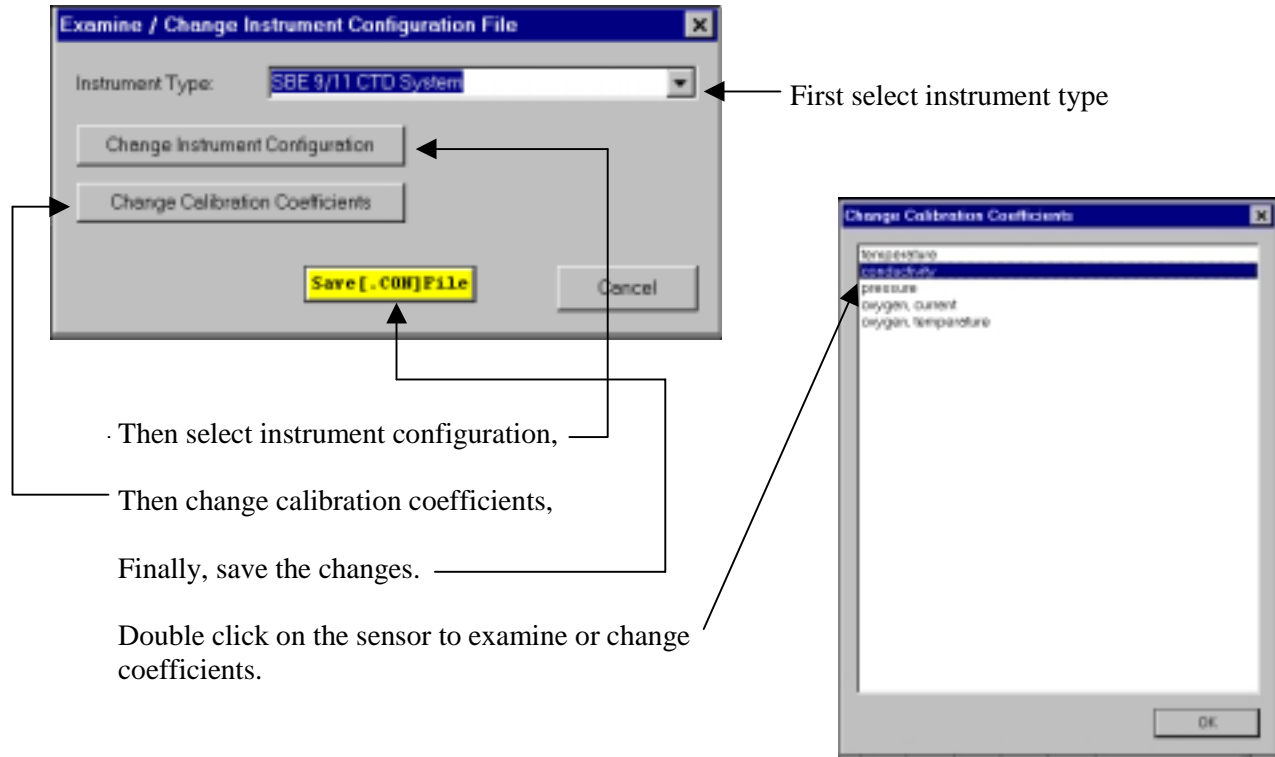 Examine / Change Instrument Configuration File
Instrument Type:
SBE 9/11 CTD System
First select instrument type
Change Instrument Configuration
Change Calibration Coefficients
Save[.CON]File
Cancel
Change Calibration Coefficients
temperature
conductivity
pressure
oxygen, current
oxygen, temperature
OK
Then select instrument configuration,
Then change calibration coefficients,
Finally, save the changes.
Double click on the sensor to examine or change
coefficients.